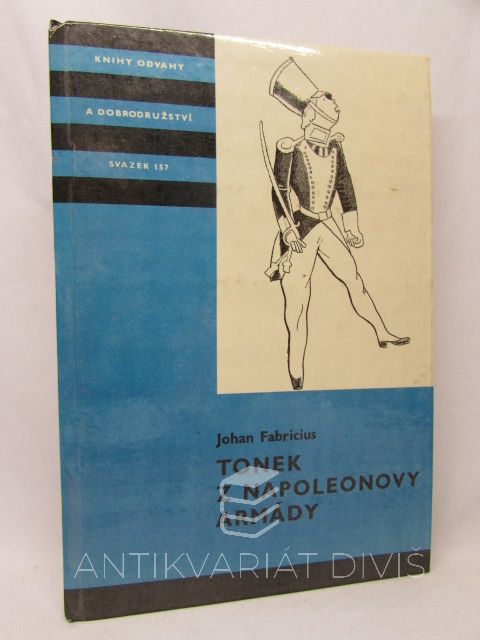 KNIHY ODVAHY
A DOBRODRUŽSTVÍ
SVAZEK 157
Johan Fabricius
TONEK
Z NAPOLEONOVY
ARMÁDY
ANTIKVARIÁT DIVIŠ